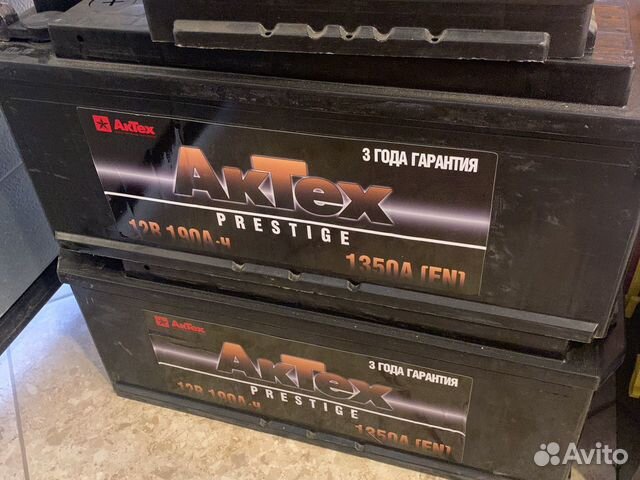 АкТех
3 ГОДА ГАРАНТИЯ
АКТЕХ
PRESTIGE
12В 190А-ч
1350А (EN)
АкТех
3 ГОДА ГАРАНТИЯ
АКТЕХ
PRESTIGE
12В 190А-ч
1350А (EN)
Avito